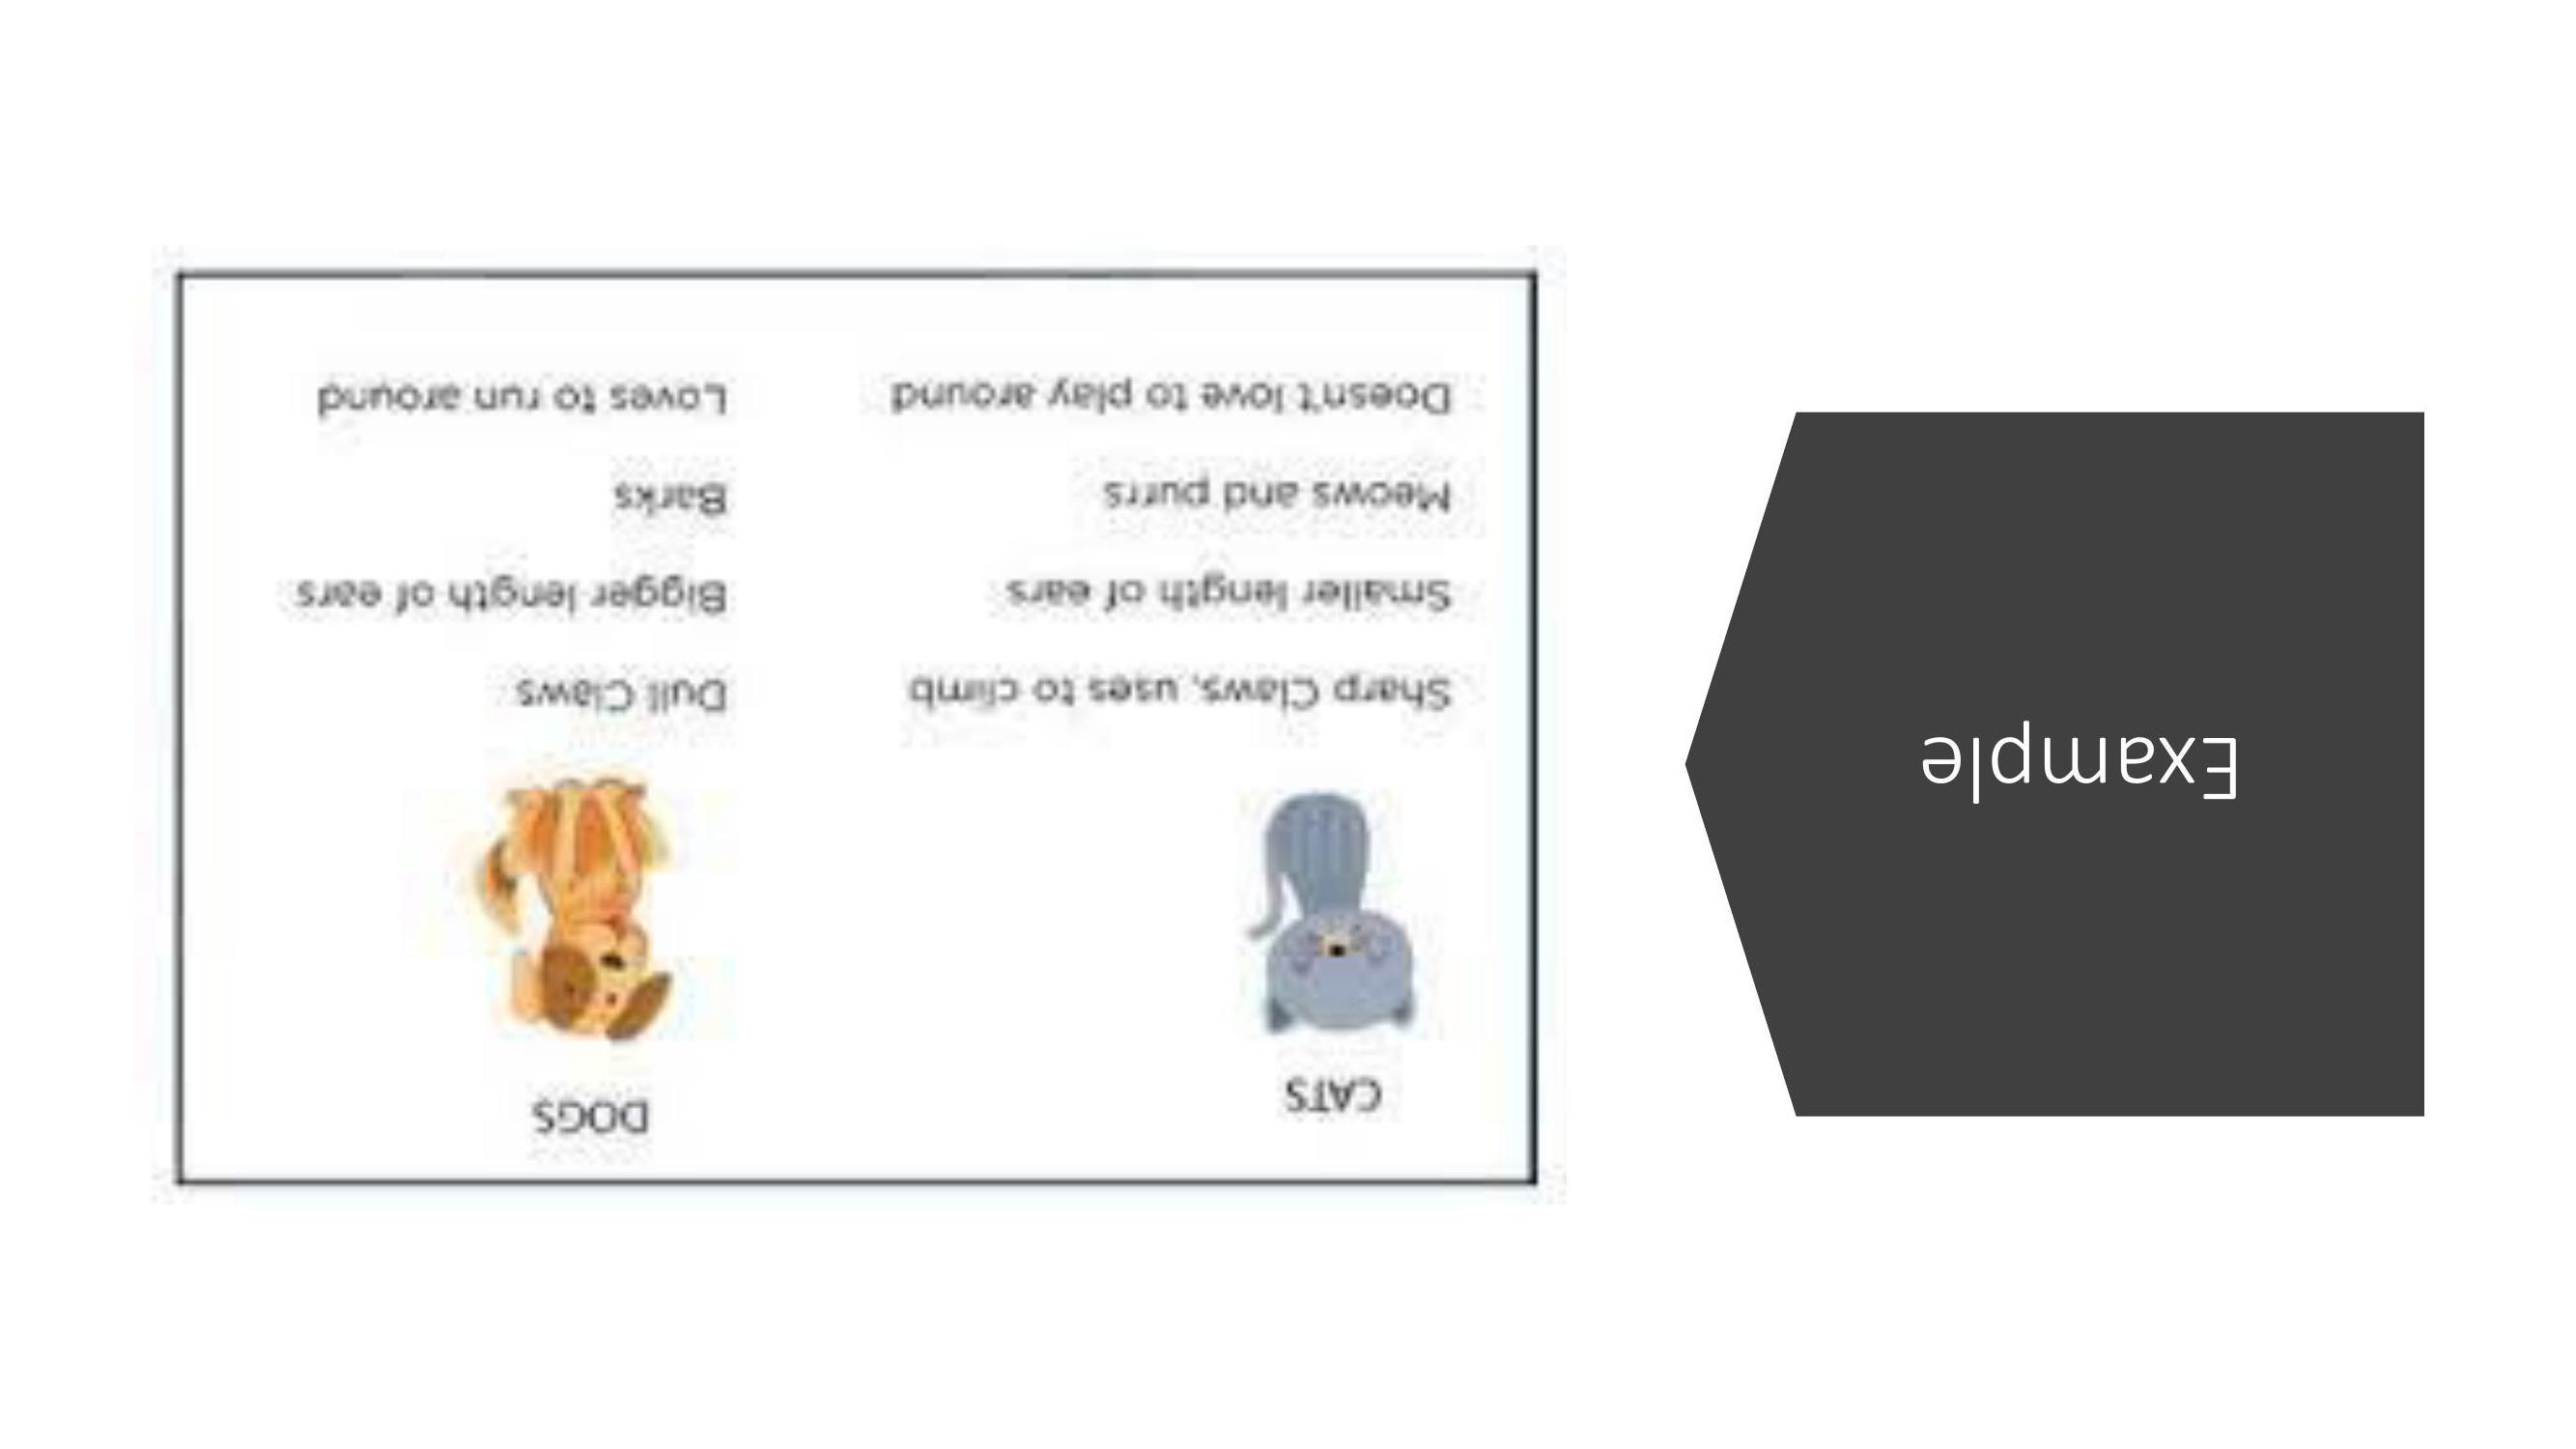 Example
CATS
DOGS
Sharp Claws, uses to climb
Dull Claws
Smaller length of ears
Bigger length of ears
Meows and purrs
Barks
Doesn't love to play around
Loves to run around